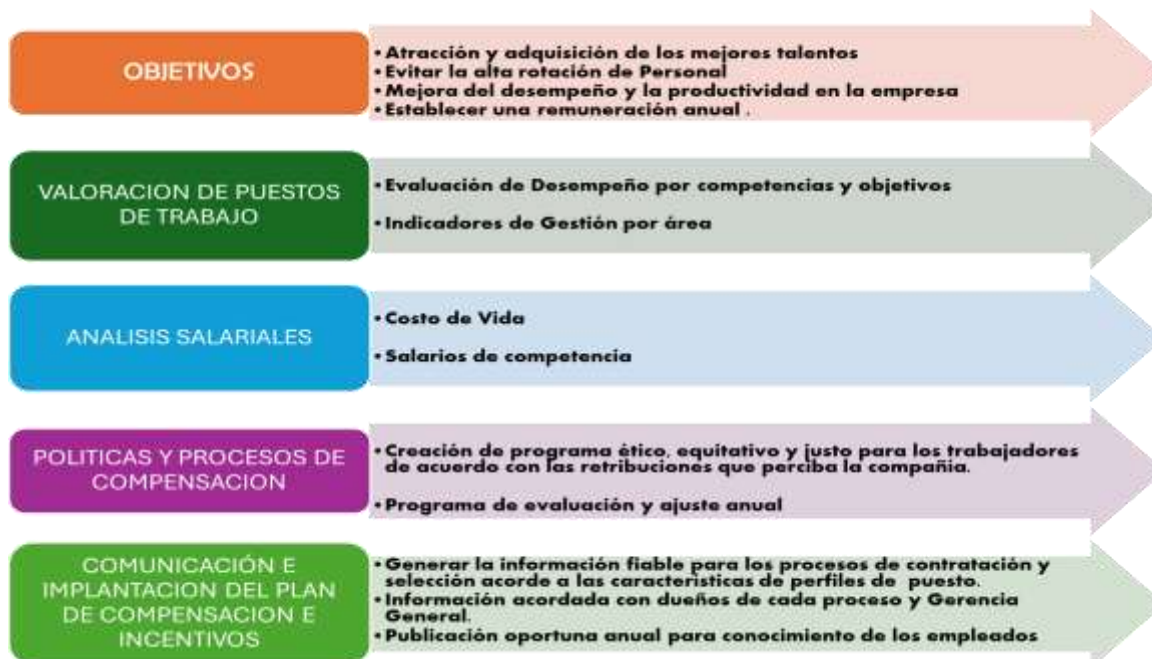 OBJETIVOS
• Atracción y adquisición de los mejores talentos
• Evitar la alta rotación de Personal
• Mejora del desempeño y la productividad en la empresa
• Establecer una remuneración anual .
VALORACION DE PUESTOS
DE TRABAJO
• Evaluación de Desempeño por competencias y objetivos
• Indicadores de Gestión por área
ANALISIS SALARIALES
• Costo de Vida
• Salarios de competencia
POLITICAS Y PROCESOS DE
COMPENSACION
• Creación de programa ético, equitativo y justo para los trabajadores
de acuerdo con las retribuciones que perciba la compañia.
• Programa de evaluación y ajuste anual
COMUNICACIÓN E
IMPLANTACION DEL PLAN
DE COMPENSACION E
INCENTIVOS
• Generar la información fiable para los procesos de contratación y
selección acorde a las características de perfiles de puesto.
• Información acordada con dueños de cada proceso y Gerencia
General.
• Publicación oportuna anual para conocimiento de los empleados